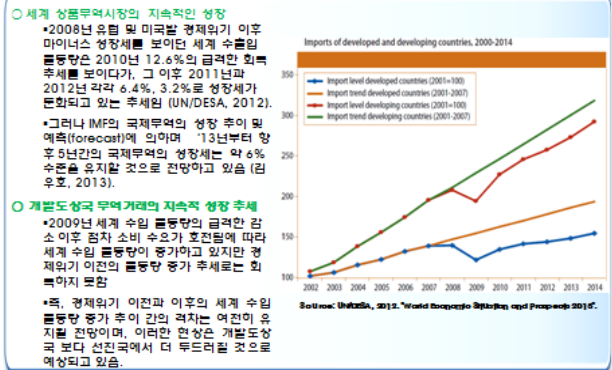 ○ 세계 상품무역시장의 지속적인 성장
▪2008년 유럽 및 미국발 경제위기 이후
마이너스 성장세를 보이던 세계 수출입
물동량은 2010년 12.6%의 급격한 회복
추세를 보이다가, 그 이후 2011년과
2012년 각각 6.4%, 3.2%로 성장세가
둔화되고 있는 추세임 (UN/DESA, 2012).
▪그러나 IMF의 국제무역의 성장 추이 및
예측(forecast)에 의하며 '13년부터 향
후 5년간의 국제무역의 성장세는 약 6%
수준을 유지할 것으로 전망하고 있음 (김
우호, 2013).
○ 개발도상국 무역거래의 지속적 성장 추세
▪2009년 세계 수입 물동량의 급격한 감
소 이후 점차 소비 수요가 호전됨에 따라
세계 수입 물동량이 증가하고 있지만 경
제위기 이전의 물동량 증가 추세로는 회
복하지 못함
▪즉, 경제위기 이전과 이후의 세계 수입
물동량 증가 추이 간의 격차는 여전히 유
지될 전망이며, 이러한 현상은 개발도상
국 보다 선진국에서 더 두드러질 것으로
예상되고 있음.
Imports of developed and developing countries, 2000-2014
Import level developed countries (2001=100)
Import trend developed countries (2001-2007)
Import level developing countries (2001=100)
Import trend developing countries (2001-2007)
350
300
250
200
150
100
2002 2003 2004 2005 2006 2007 2008 2009 2010 2011 2012 2013 2014
Source: UN/DESA, 2012. "World Economic Situation and Prospects 2015".